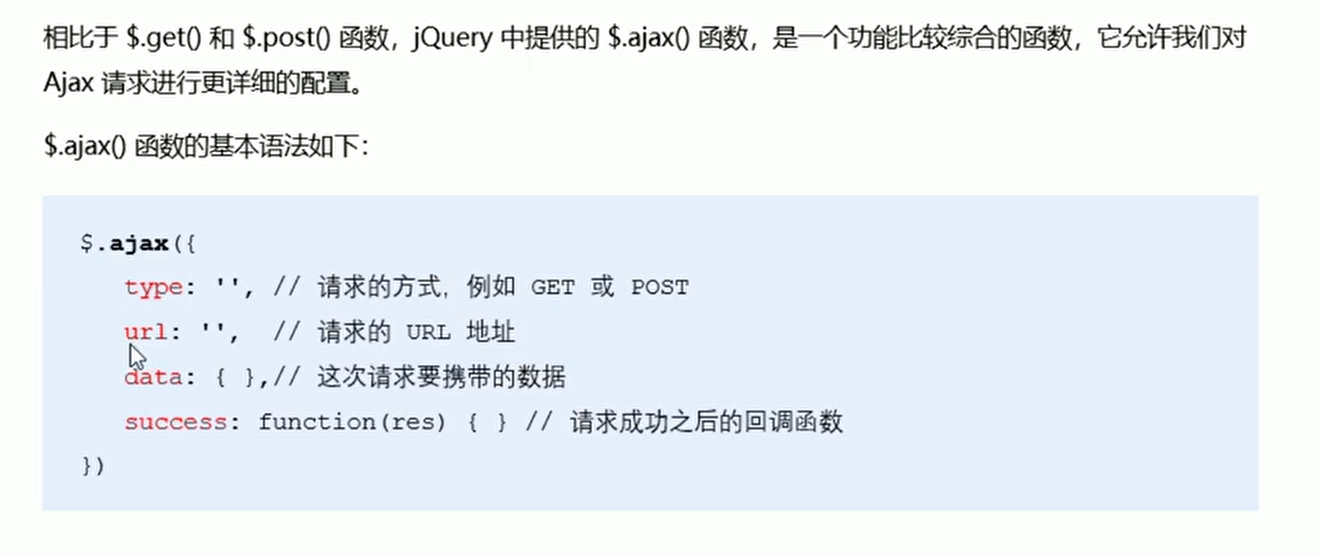 相比于 $.get() 和 $.post() 函数，jQuery 中提供的 $.ajax() 函数，是一个功能比较综合的函数，它允许我们对
Ajax 请求进行更详细的配置。
$.ajax() 函数的基本语法如下：
$.ajax({
type: '', // 请求的方式，例如 GET 或 POST
url: '', // 请求的 URL 地址
data: { },// 这次请求要携带的数据
success: function(res) { } // 请求成功之后的回调函数
})